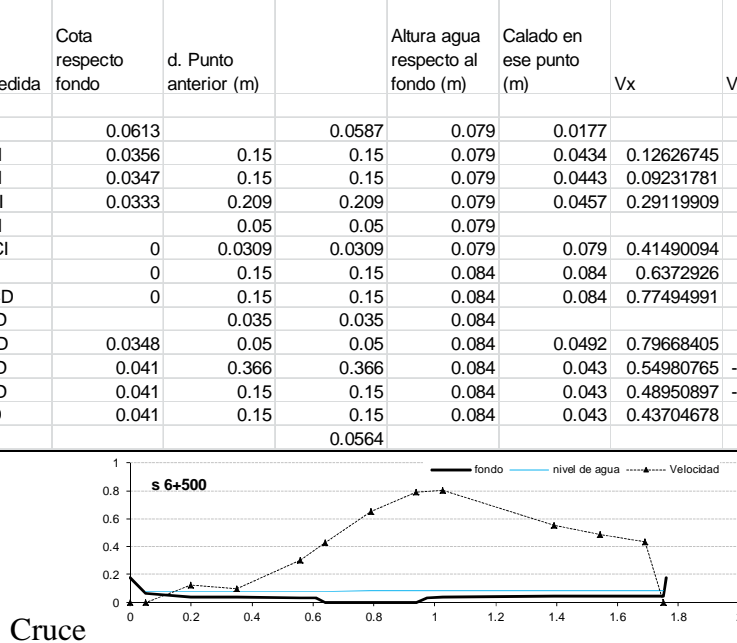 Cota
respecto
fondo
d. Punto
anterior (m)
Altura agua
respecto al
fondo (m)
Calado en
ese punto
(m)
Vx
0.0613 0.0587 0.079 0.0177
0.0356 0.15 0.15 0.079 0.0434 0.12626745
0.0347 0.15 0.15 0.079 0.0443 0.09231781
0.0333 0.209 0.209 0.079 0.0457 0.29119909
0.05 0.05 0.079
0 0.0309 0.0309 0.079 0.079 0.41490094
0 0.15 0.15 0.084 0.084 0.6372926
0 0.15 0.15 0.084 0.084 0.77494991
0.035 0.035 0.084
0.0348 0.05 0.05 0.084 0.0492 0.79668405
0.041 0.366 0.366 0.084 0.043 0.54980765 -
0.041 0.15 0.15 0.084 0.043 0.48950897 -
0.041 0.15 0.15 0.084 0.043 0.43704678
0.0564
s 6+500
fondo nivel de agua Velocidad
1
0.8
0.6
0.4
0.2
0
0 0.2 0.4 0.6 0.8 1 1.2 1.4 1.6 1.8
Cruce